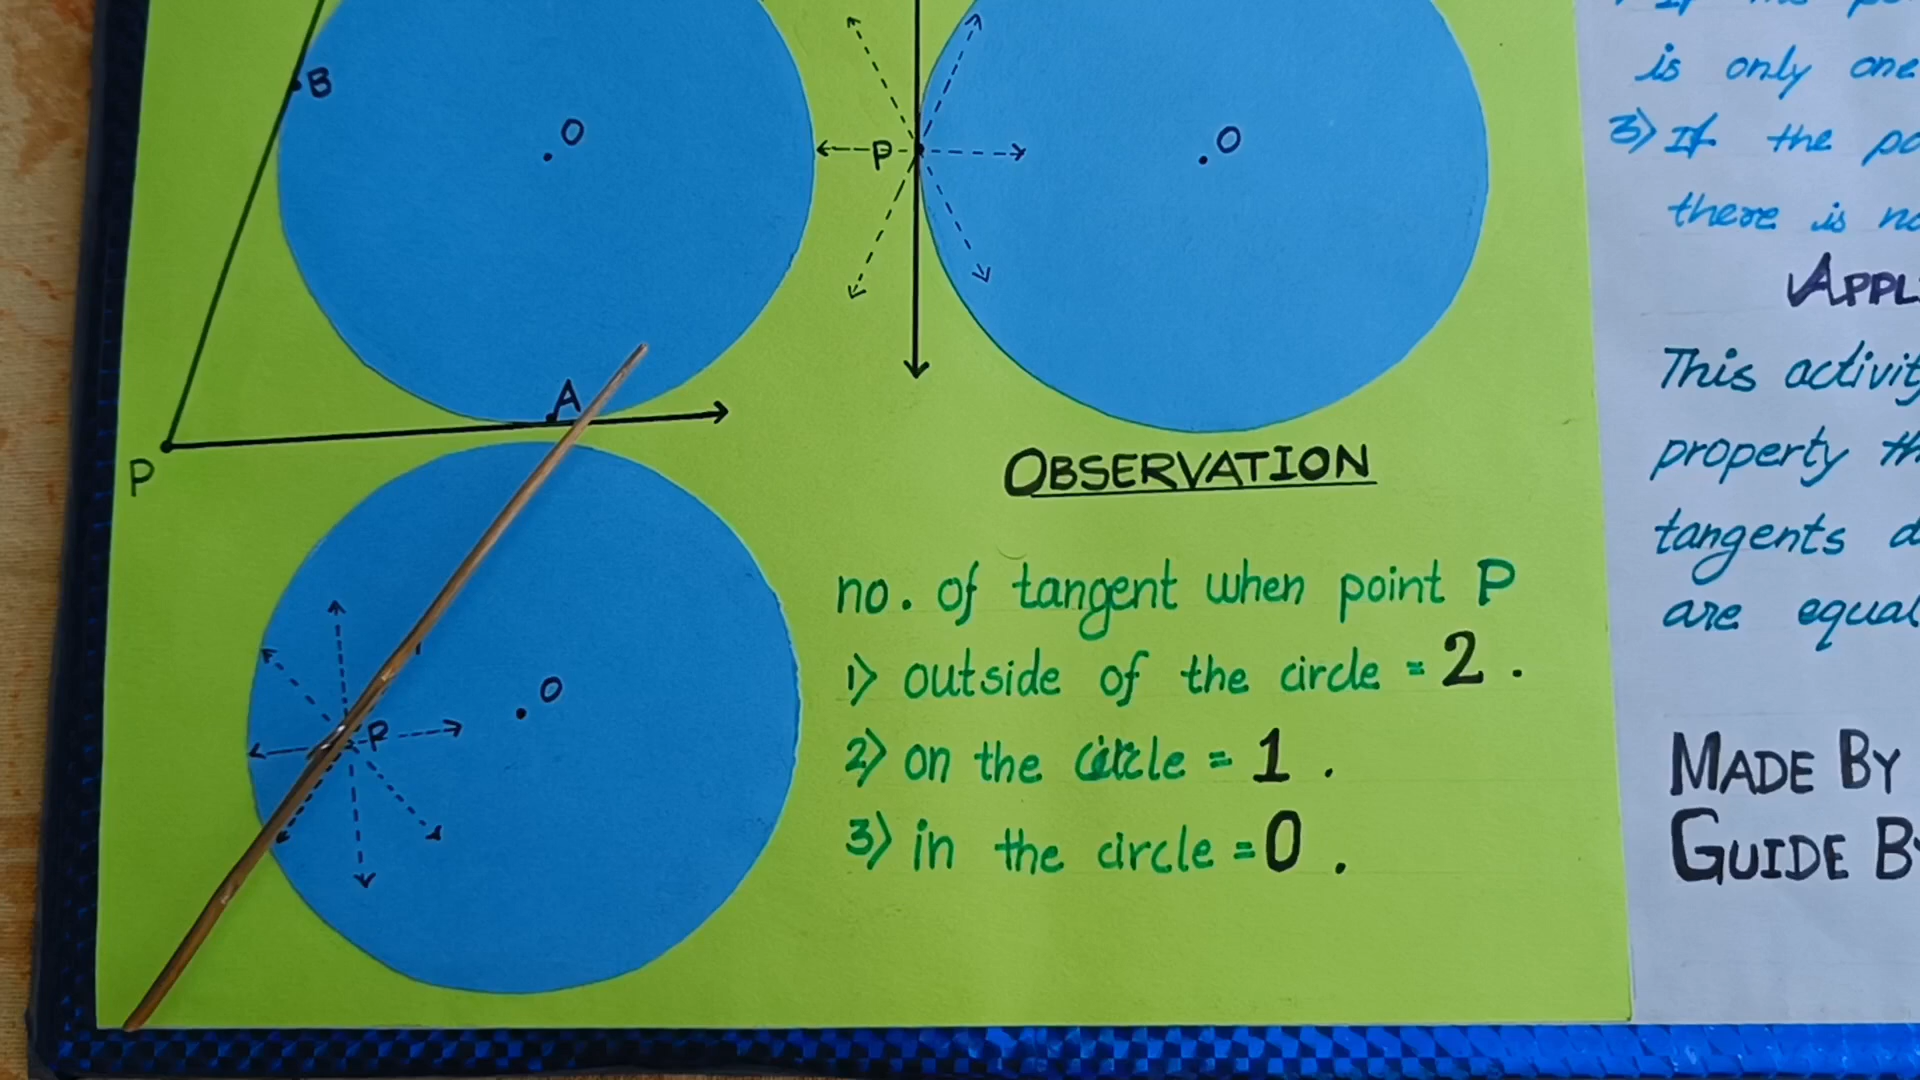 B
O
P
O
A
P
O
P
OBSERVATION
no. of tangent when point P
1) outside of the circle = 2 .
2) on the circle = 1 .
3) in the circle = 0 .
is only one
3) If the
there is
This
property
tangents
are equal
MADE BY
GUIDE